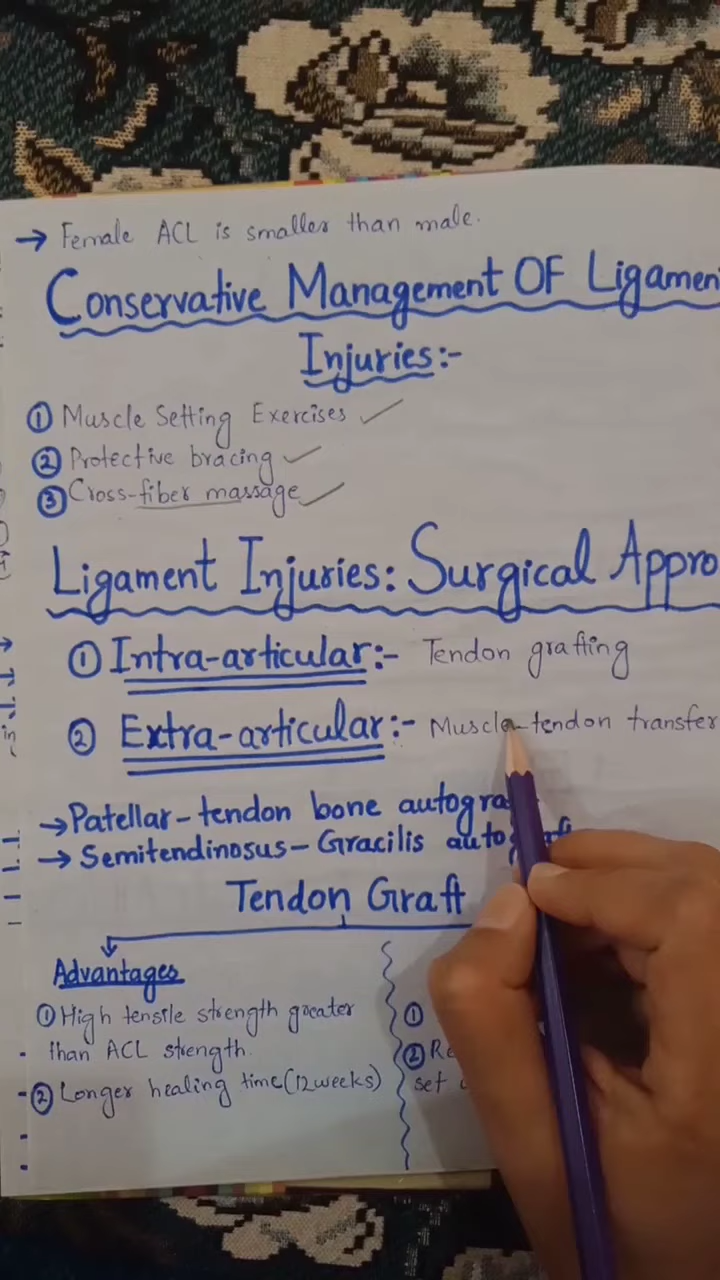 → Female ACL is smaller than male.
Conservative Management OF Ligamen
Injuries:-
① Muscle Setting Exercises ✓
② Protective bracing ✓
③ Cross-fiber massage ✓
Ligament Injuries: Surgical Appro
① Intra-articular:- Tendon grafting
② Extra-articular:- Muscle-tendon transfer
→ Patellar-tendon bone autogra
→ Semitendinosus-Gracilis auto
Tendon Graft
Advantages
① High tensile strength greater
than ACL strength.
② Longer healing time (12 weeks)
①
② Re
set